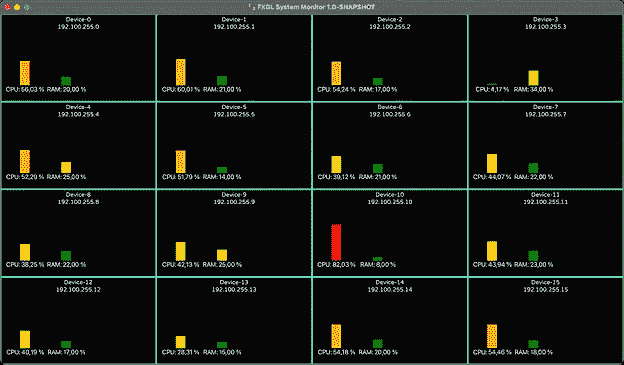 FXGL System Monitor 1.0-SNAPSHOT
Device-0
192.100.255.0
CPU: 56,03 % RAM: 20,00 %
Device-1
192.100.255.1
CPU: 60,01 % RAM: 21,00 %
Device-2
192.100.255.2
CPU: 54,24 % RAM: 17,00 %
Device-3
192.100.255.3
CPU: 4,17 % RAM: 34,00 %
Device-4
192.100.255.4
CPU: 52,29 % RAM: 25,00 %
Device-5
192.100.255.5
CPU: 51,79 % RAM: 14,00 %
Device-6
192.100.255.6
CPU: 39,12 % RAM: 21,00 %
Device-7
192.100.255.7
CPU: 44,07 % RAM: 22,00 %
Device-8
192.100.255.8
CPU: 38,25 % RAM: 22,00 %
Device-9
192.100.255.9
CPU: 42,13 % RAM: 25,00 %
Device-10
192.100.255.10
CPU: 82,03 % RAM: 8,00 %
Device-11
192.100.255.11
CPU: 43,94 % RAM: 23,00 %
Device-12
192.100.255.12
CPU: 40,19 % RAM: 17,00 %
Device-13
192.100.255.13
CPU: 28,31 % RAM: 15,00 %
Device-14
192.100.255.14
CPU: 54,18 % RAM: 20,00 %
Device-15
192.100.255.15
CPU: 54,46 % RAM: 18,00 %